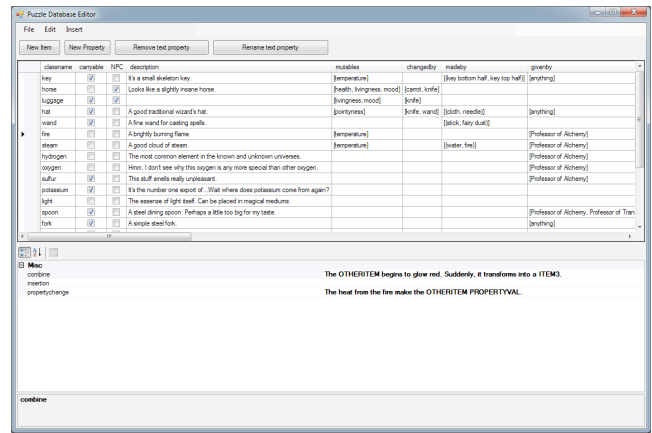 Puzzle Database Editor
File Edit Insert
New Item New Property Remove text property Rename text property
classname carryable NPC description mutables changedby madeby givenby
key It's a small skeleton key. [temperature] [(key bottom half, key top half)] [anything]
horse Looks like a slightly insane horse. [health, livingness, mood] [carrot, knife]
luggage [livingness, mood] [knife]
hat A good traditional wizard's hat. [pointyness] [knife, wand] [(cloth, needle)] [anything]
wand A fine wand for casting spells. [(stick, fairy dust)]
fire A brightly burning flame. [temperature] [Professor of Alchemy]
steam A good cloud of steam. [temperature] [(water, fire)] [Professor of Alchemy]
hydrogen The most common element in the known and unknown universes. [Professor of Alchemy]
oxygen Hmm. I don't see why this oxygen is any more special than other oxygen. [Professor of Alchemy]
sulfur This stuff smells really unpleasant. [Professor of Alchemy]
potassium It's the number one export of...Wait where does potassium come from again?
light The essence of light itself. Can be placed in magical mediums.
spoon A steel dining spoon. Perhaps a little too big for my taste. [Professor of Alchemy, Professor of Tran
fork A simple steel fork. [anything]
Misc
combine The OTHERITEM begins to glow red. Suddenly, it transforms into a ITEM3.
insertion
propertychange The heat from the fire make the OTHERITEM PROPERTYVAL.
combine